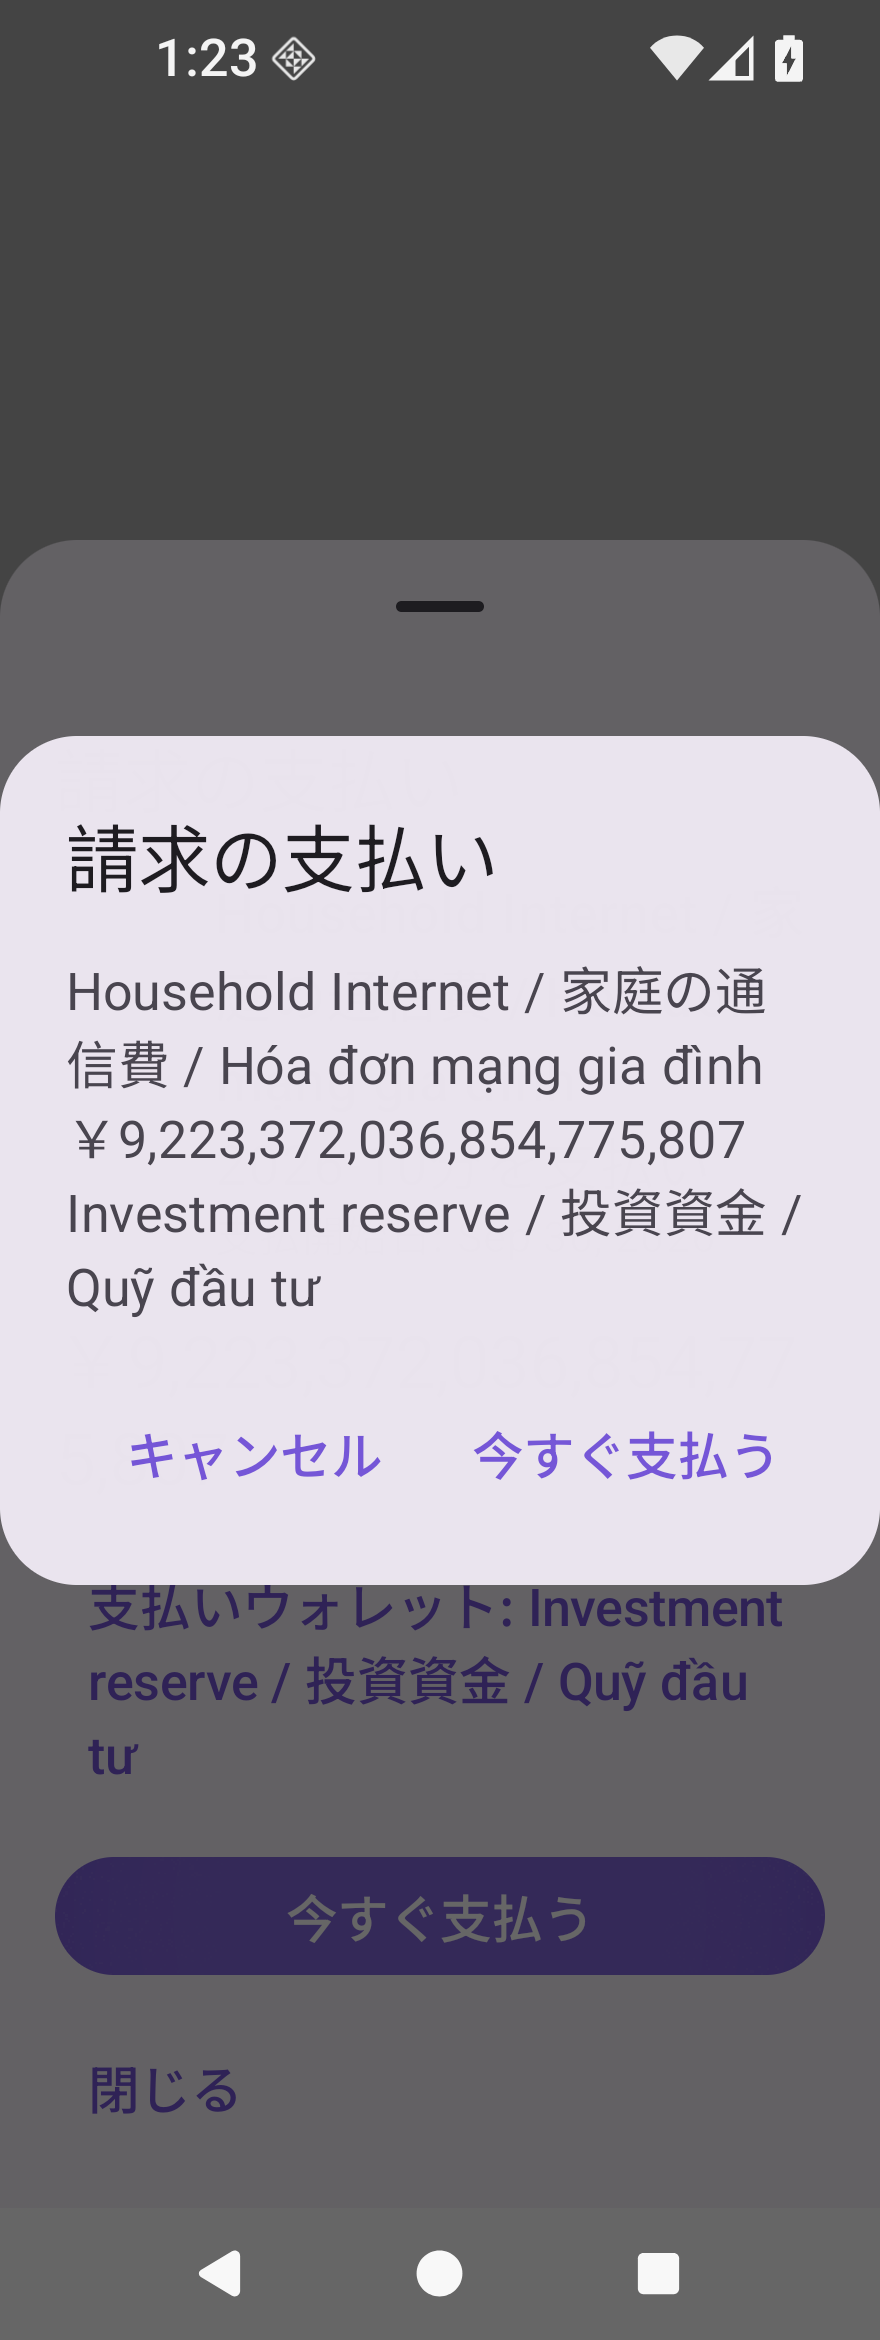 1:23
請求の支払い
Household Internet / 家庭の通
信費 / Hóa đơn mạng gia đình
￥9,223,372,036,854,775,807
Investment reserve / 投資資金 /
Quỹ đầu tư
キャンセル 今すぐ支払う
支払いウォレット: Investment
reserve / 投資資金 / Quỹ đầu
tư
今すぐ支払う
閉じる